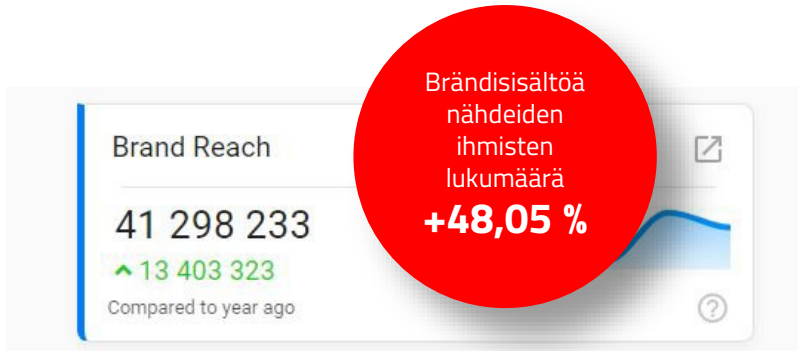 Brand Reach
41 298 233
13 403 323
Compared to year ago
Brändisisältöä
nähdeiden
ihmisten
lukumäärä
+48,05 %
?